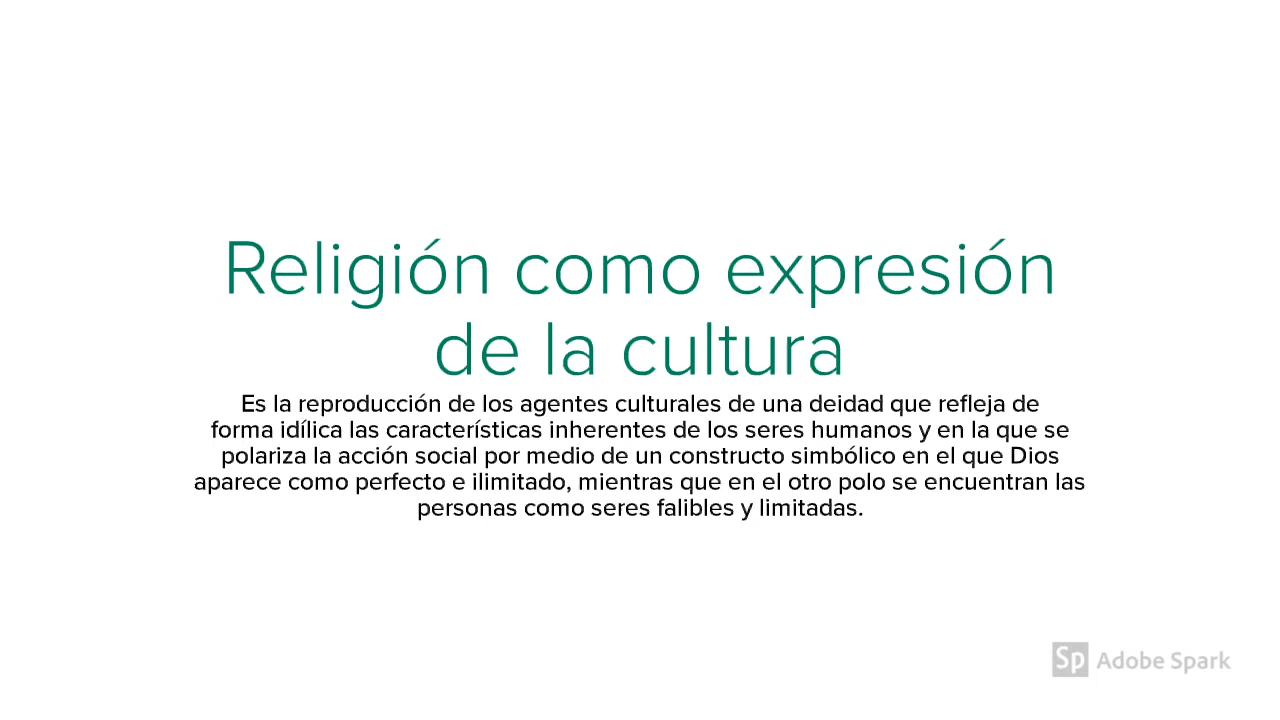 Religión como expresión
de la cultura
Es la reproducción de los agentes culturales de una deidad que refleja de
forma idílica las características inherentes de los seres humanos y en la que se
polariza la acción social por medio de un constructo simbólico en el que Dios
aparece como perfecto e ilimitado, mientras que en el otro polo se encuentran las
personas como seres falibles y limitadas.
Sp Adobe Spark